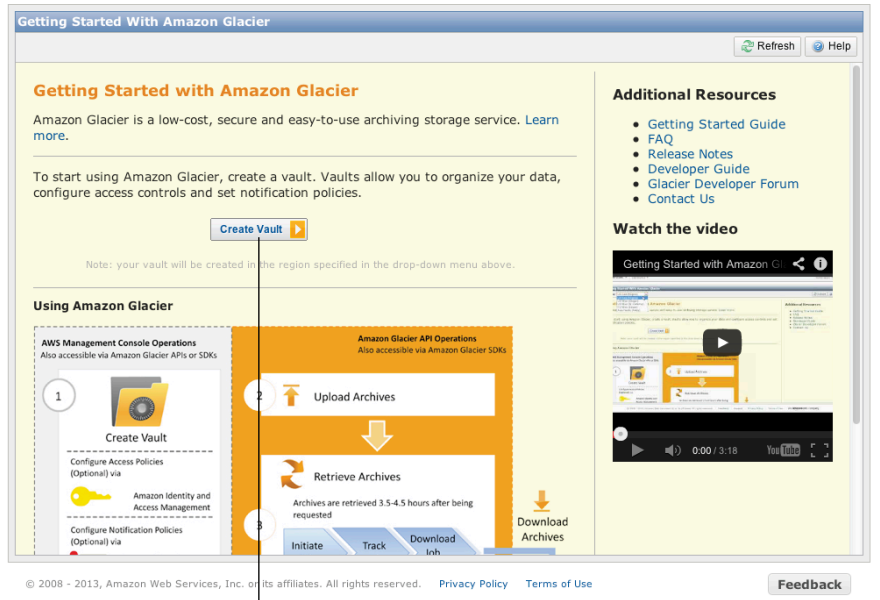 Getting Started With Amazon Glacier
Refresh
Help
Getting Started with Amazon Glacier
Amazon Glacier is a low-cost, secure and easy-to-use archiving storage service. Learn
more.
To start using Amazon Glacier, create a vault. Vaults allow you to organize your data,
configure access controls and set notification policies.
Create Vault
Note: your vault will be created in the region specified in the drop-down menu above.
Using Amazon Glacier
AWS Management Console Operations
Also accessible via Amazon Glacier APIs or SDKs
1
Create Vault
Configure Access Policies
(Optional) via
Amazon Identity and
Access Management
Configure Notification Policies
(Optional) via
Amazon Glacier API Operations
Also accessible via Amazon Glacier SDKs
2
Upload Archives
Retrieve Archives
Archives are retrieved 3.5-4.5 hours after being
requested
3
Initiate
Track
Download
Job
Download
Archives
Additional Resources
Getting Started Guide
FAQ
Release Notes
Developer Guide
Glacier Developer Forum
Contact Us
Watch the video
Getting Started with Amazon Gl
0:00 / 3:18
YouTube
© 2008 - 2013, Amazon Web Services, Inc. or its affiliates. All rights reserved.
Privacy Policy
Terms of Use
Feedback